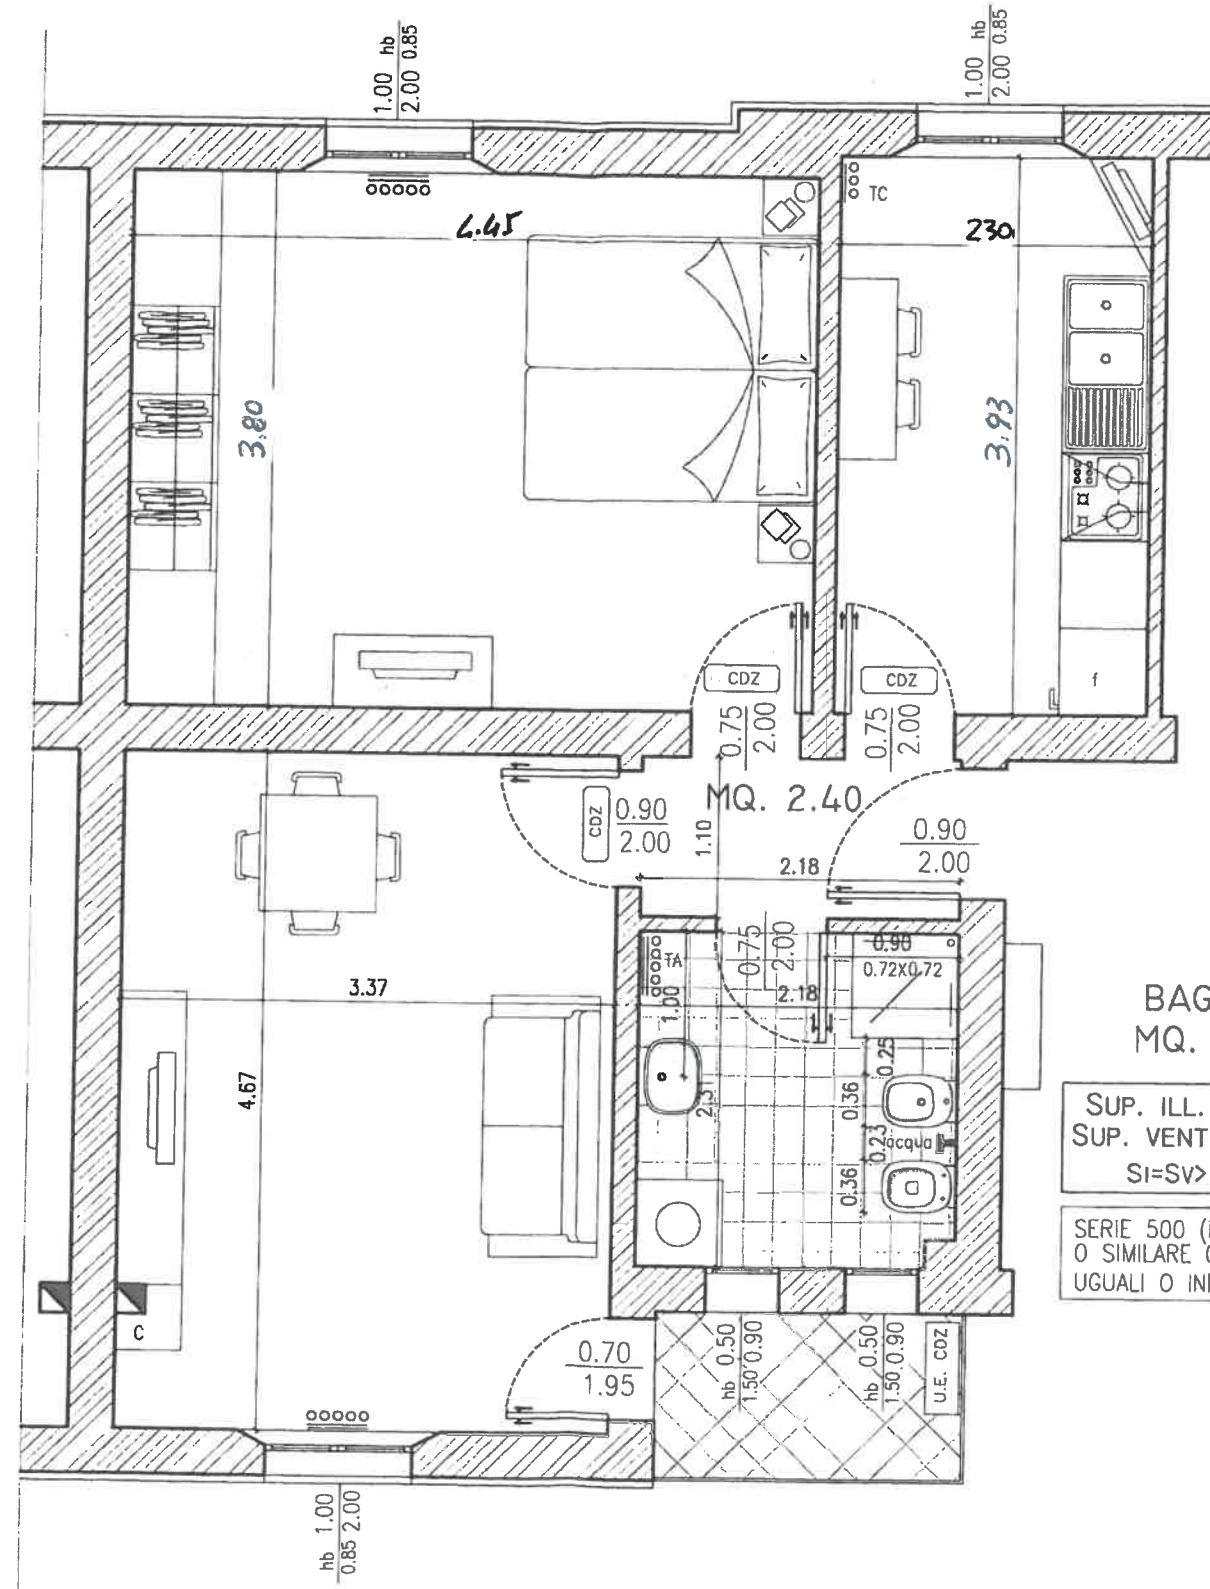 1.00 hb
2.00 0.85
1.00 hb
2.00 0.85
TC
4.45
230
3.80
3.93
CDZ
0.75
2.00
CDZ
0.75
2.00
f
MQ. 2.40
CDZ
0.90
2.00
1.10
0.90
2.00
2.18
TA
0.75
2.00
0.90
0.72X0.72
3.37
1.00
2.18
BAG
MQ.
4.67
2.31
0.25
0.36
0.23
acqua
0.36
SUP. ILL.
SUP. VENT
SI=SV>
SERIE 500 (
O SIMILARE
UGUALI O IN
C
0.70
1.95
hb 0.50
1.50 0.90
hb 0.50
1.50 0.90
U.E. CDZ
hb 1.00
0.85 2.00